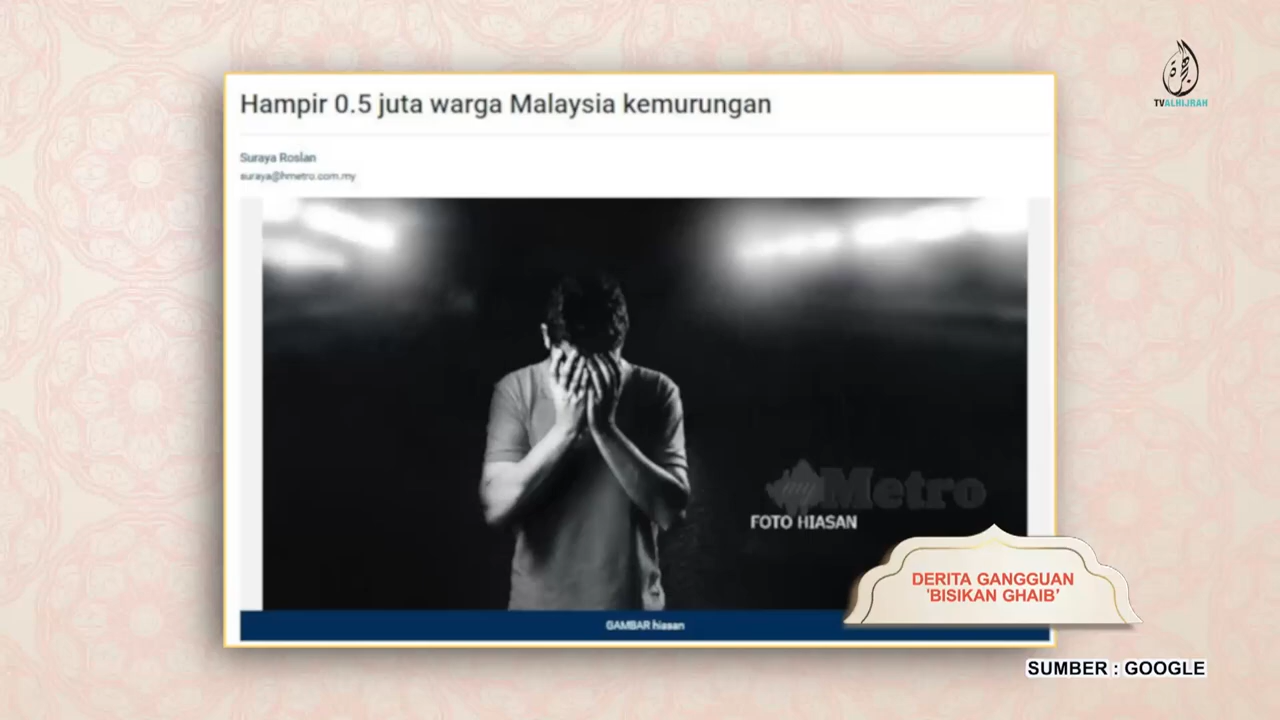 Hampir 0.5 juta warga Malaysia kemurungan
TVALHIJRAH
Suraya Roslan
suraya@hmetro.com.my
my Metro
FOTO HIASAN
DERITA GANGGUAN
'BISIKAN GHAIB'
GAMBAR hiasan
SUMBER : GOOGLE